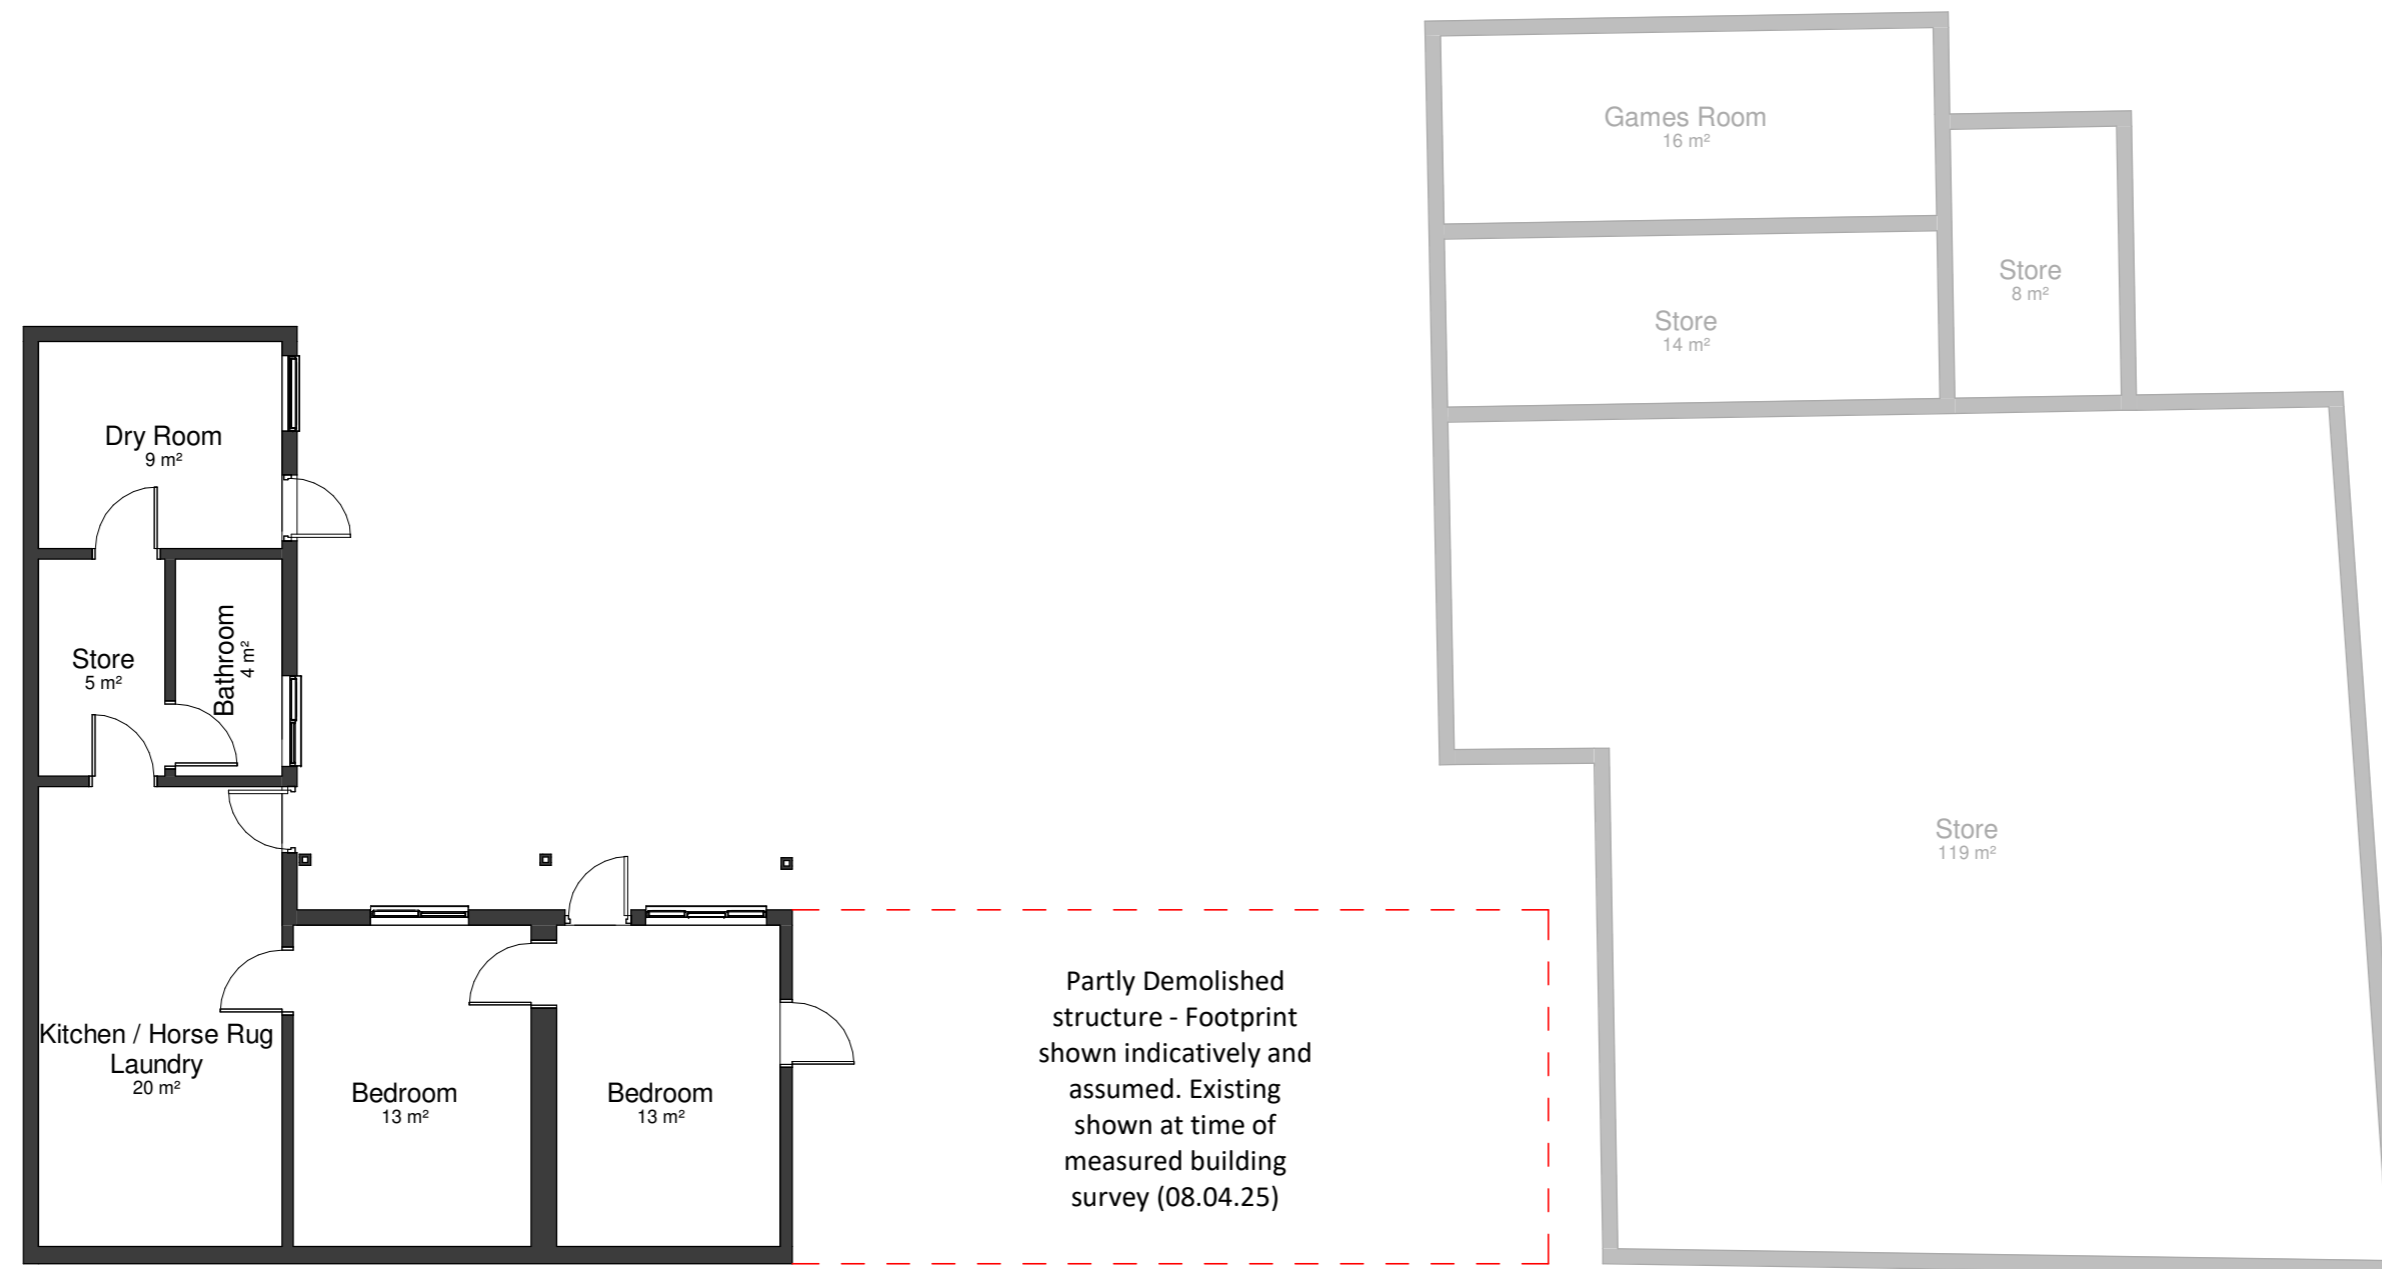 Games Room
16 m²
Store
8 m²
Store
14 m²
Dry Room
9 m²
Store
5 m²
Bathroom
4 m²
Store
119 m²
Kitchen / Horse Rug
Laundry
20 m²
Bedroom
13 m²
Bedroom
13 m²
Partly Demolished
structure - Footprint
shown indicatively and
assumed. Existing
shown at time of
measured building
survey (08.04.25)